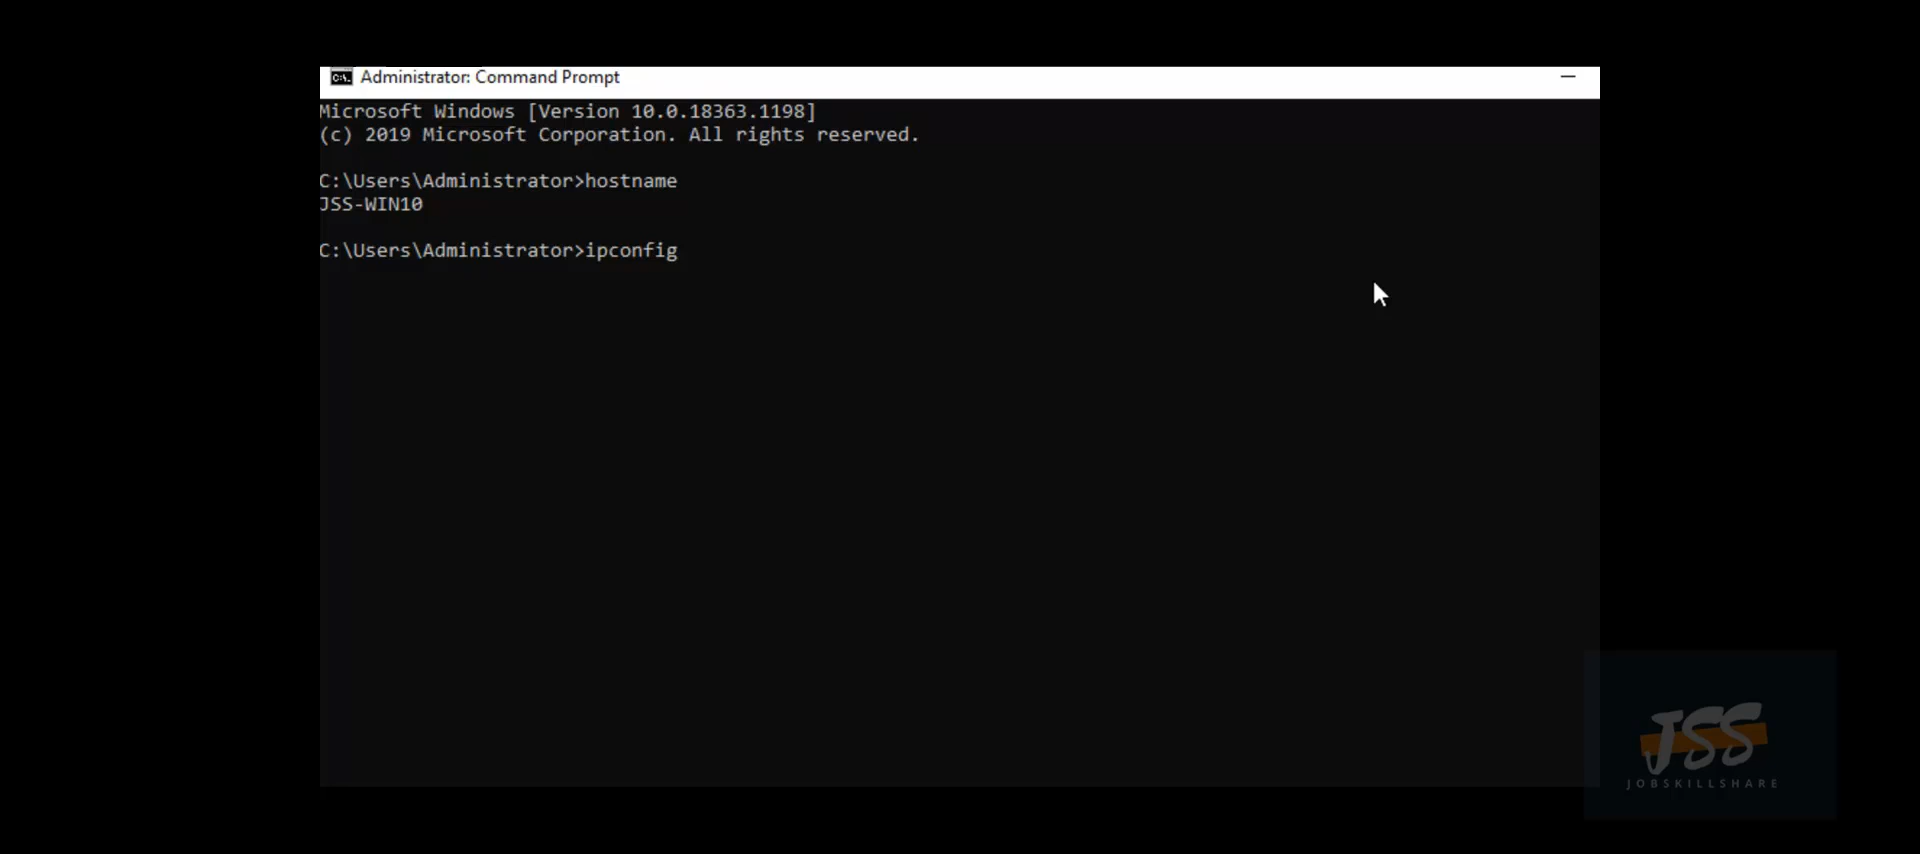 Administrator: Command Prompt
Microsoft Windows [Version 10.0.18363.1198]
(c) 2019 Microsoft Corporation. All rights reserved.
C:\Users\Administrator>hostname
JSS-WIN10
C:\Users\Administrator>ipconfig
JSS
JOBSKILLSHARE